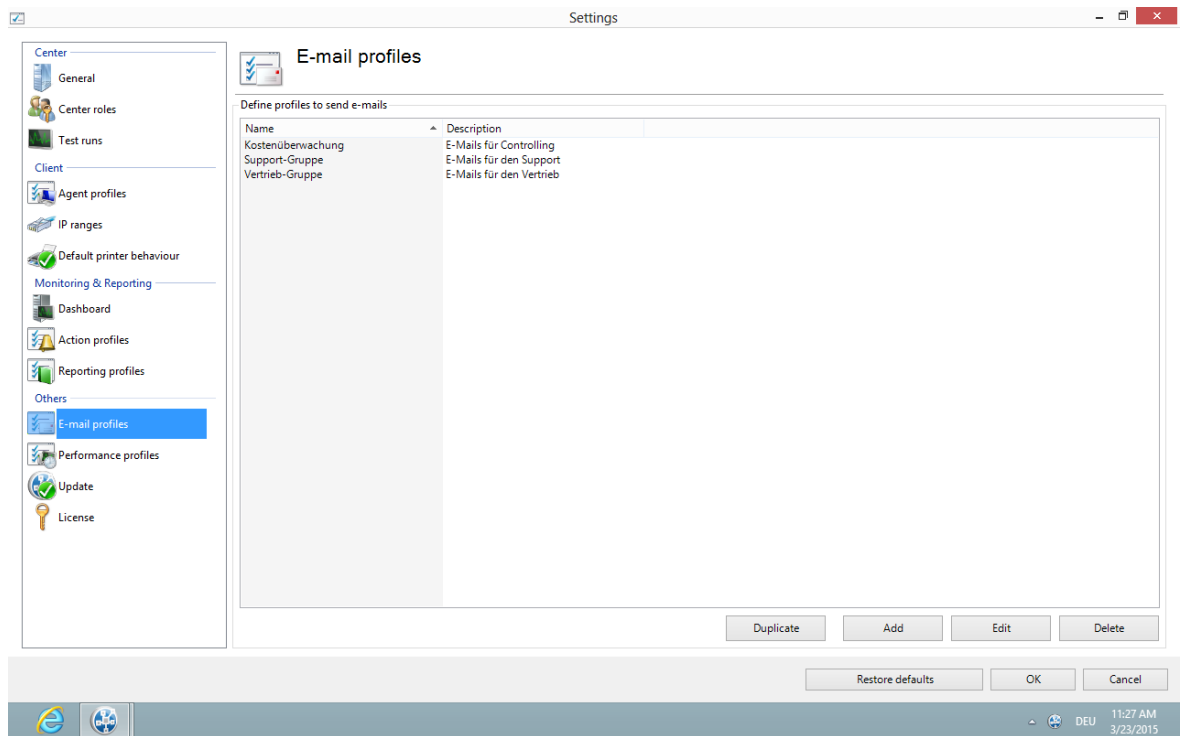 Settings
Center
General
Center roles
Test runs
Client
Agent profiles
IP ranges
Default printer behaviour
Monitoring & Reporting
Dashboard
Action profiles
Reporting profiles
Others
E-mail profiles
Performance profiles
Update
License
E-mail profiles
Define profiles to send e-mails
Name Description
Kostenüberwachung E-Mails für Controlling
Support-Gruppe E-Mails für den Support
Vertrieb-Gruppe E-Mails für den Vertrieb
Duplicate Add Edit Delete
Restore defaults OK Cancel
DEU 11:27 AM
3/23/2015